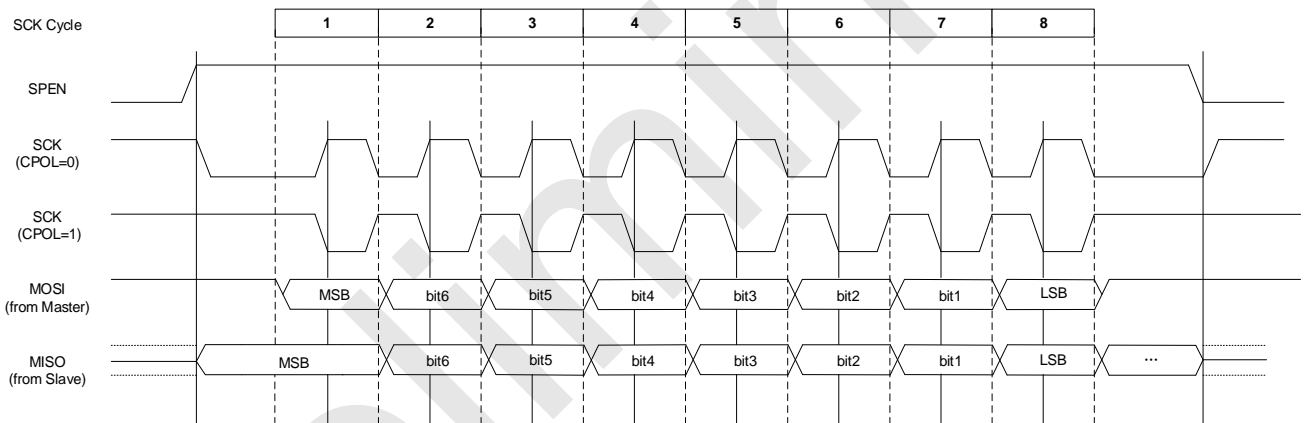 SCK Cycle 1 2 3 4 5 6 7 8
SPEN
SCK
(CPOL=0)
SCK
(CPOL=1)
MOSI
(from Master)
MSB bit6 bit5 bit4 bit3 bit2 bit1 LSB
MISO
(from Slave)
MSB bit6 bit5 bit4 bit3 bit2 bit1 LSB ...